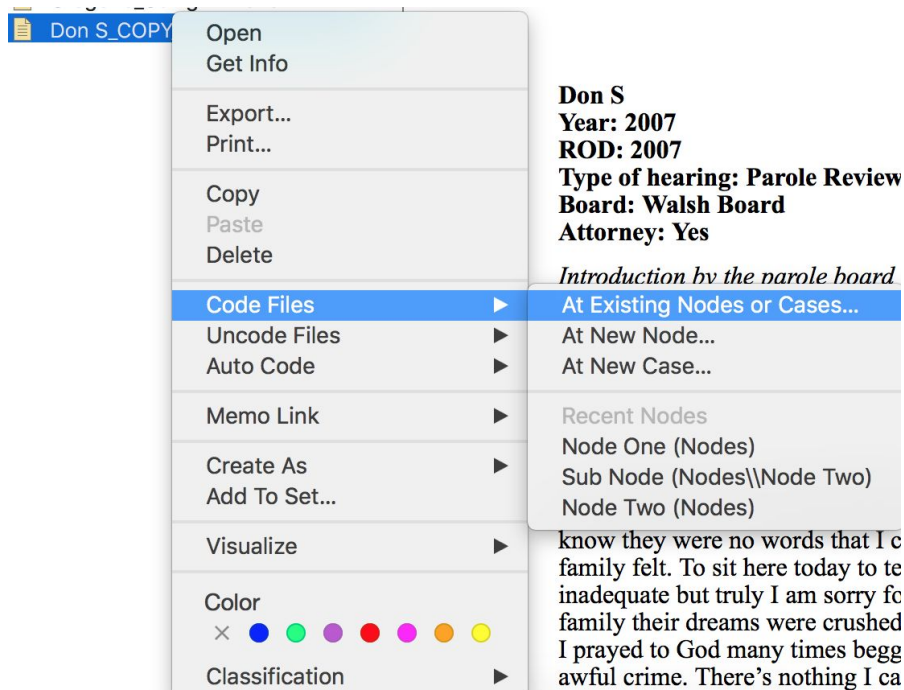 Don S_COPY
Open
Get Info
Export...
Print...
Copy
Paste
Delete
Code Files
Uncode Files
Auto Code
Memo Link
Create As
Add To Set...
Visualize
Color
Classification
Don S
Year: 2007
ROD: 2007
Type of hearing: Parole Review
Board: Walsh Board
Attorney: Yes
Introduction by the parole board
At Existing Nodes or Cases...
At New Node...
At New Case...
Recent Nodes
Node One (Nodes)
Sub Node (Nodes\\Node Two)
Node Two (Nodes)
know they were no words that I c
family felt. To sit here today to te
inadequate but truly I am sorry fo
family their dreams were crushed
I prayed to God many times begg
awful crime. There’s nothing I ca